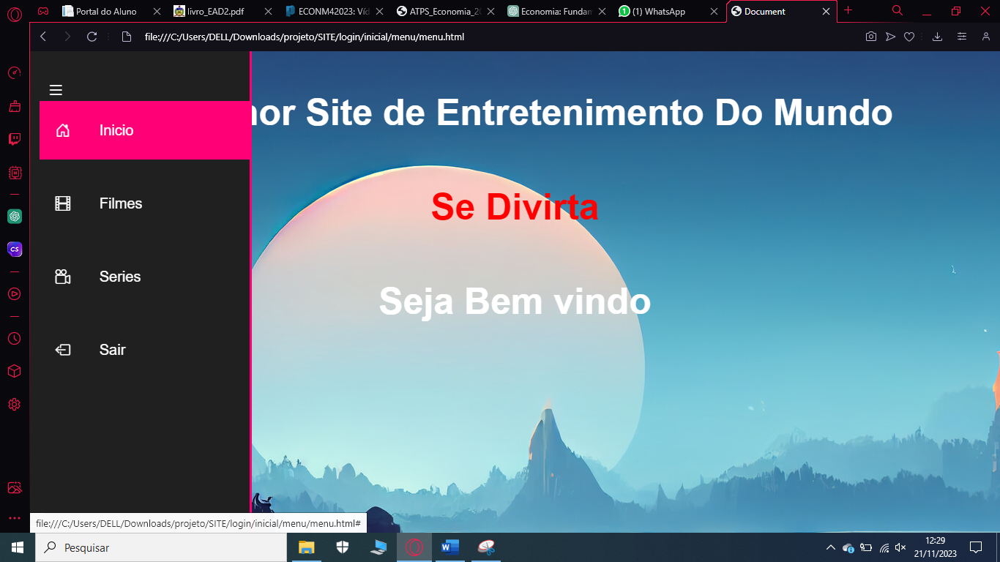 Portal do Aluno
livro_EAD2.pdf
ECONM42023: Víd
ATPS_Economia_20
Economia: Fundam
(1) WhatsApp
Document
file:///C:/Users/DELL/Downloads/projeto/SITE/login/inicial/menu/menu.html
hor Site de Entretenimento Do Mundo
Inicio
Se Divirta
Filmes
Series
Seja Bem vindo
Sair
file:///C:/Users/DELL/Downloads/projeto/SITE/login/inicial/menu/menu.html#
Pesquisar
12:29
21/11/2023